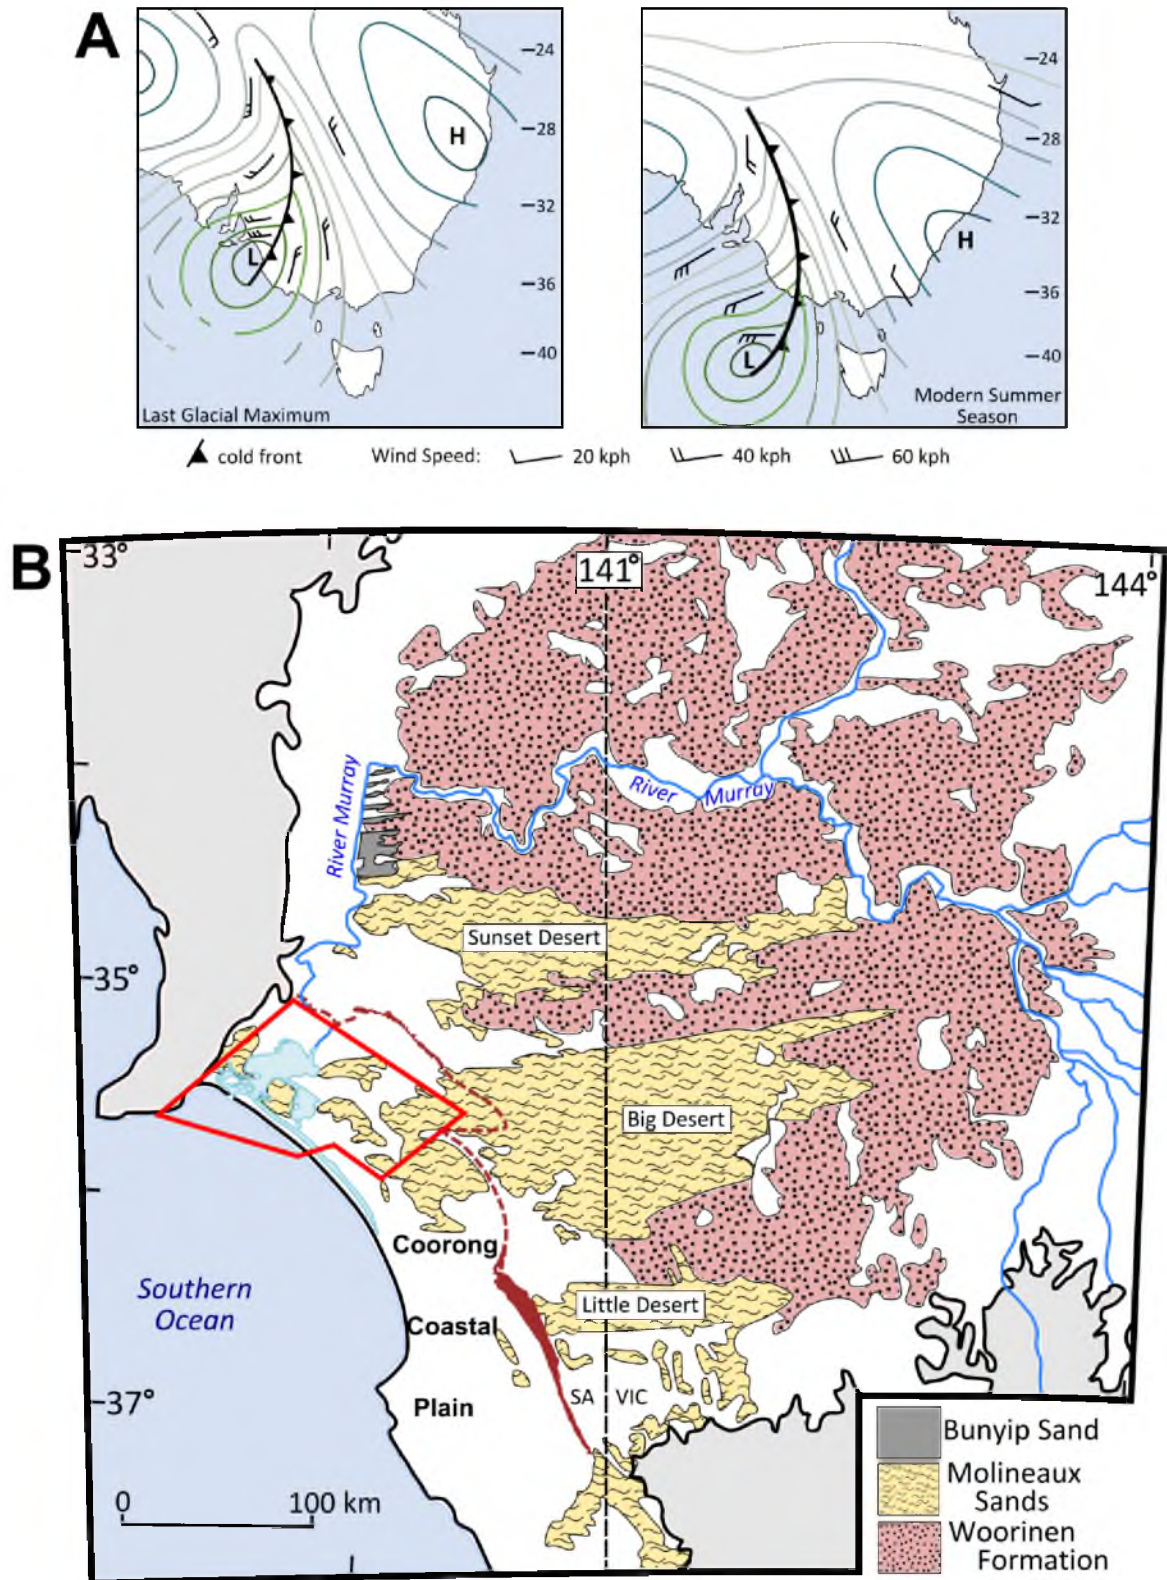 A
24
28
H
32
L
36
40
Last Glacial Maximum
24
28
32
H
36
L
40
Modern Summer
Season
cold front
Wind Speed:
20 kph
40 kph
60 kph
B
33°
141°
144°
River Murray
River Murray
Sunset Desert
35°
Big Desert
Coorong
Southern
Ocean
Little Desert
Coastal
SA VIC
37°
Plain
0 100 km
Bunyip Sand
Molineaux
Sands
Woorinen
Formation